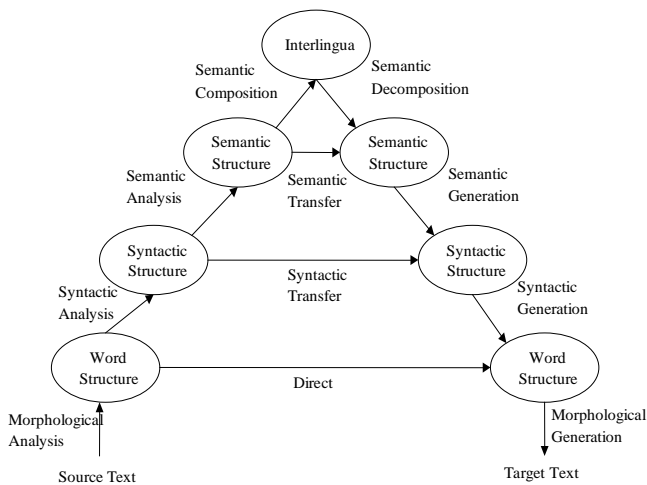 Interlingua
Semantic
Composition
Semantic
Decomposition
Semantic
Structure
Semantic
Structure
Semantic
Analysis
Semantic
Transfer
Semantic
Generation
Syntactic
Structure
Syntactic
Structure
Syntactic
Analysis
Syntactic
Transfer
Syntactic
Generation
Word
Structure
Word
Structure
Direct
Morphological
Analysis
Morphological
Generation
Source Text
Target Text